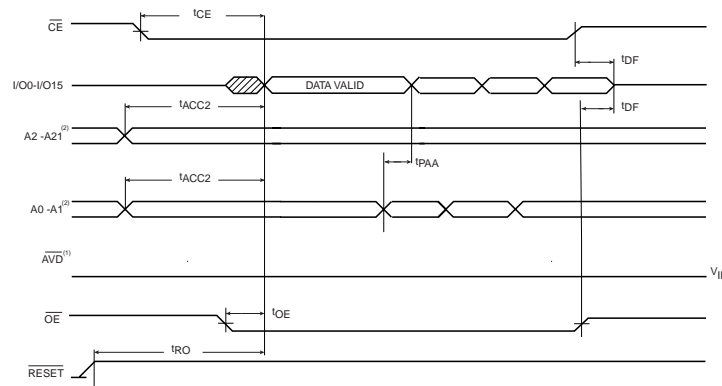 tCE
CE
tDF
I/O0-I/O15
DATA VALID
tACC2
tDF
A2 -A21(2)
tPAA
tACC2
A0 -A1(2)
AVD(1)
tOE
OE
tRO
RESET